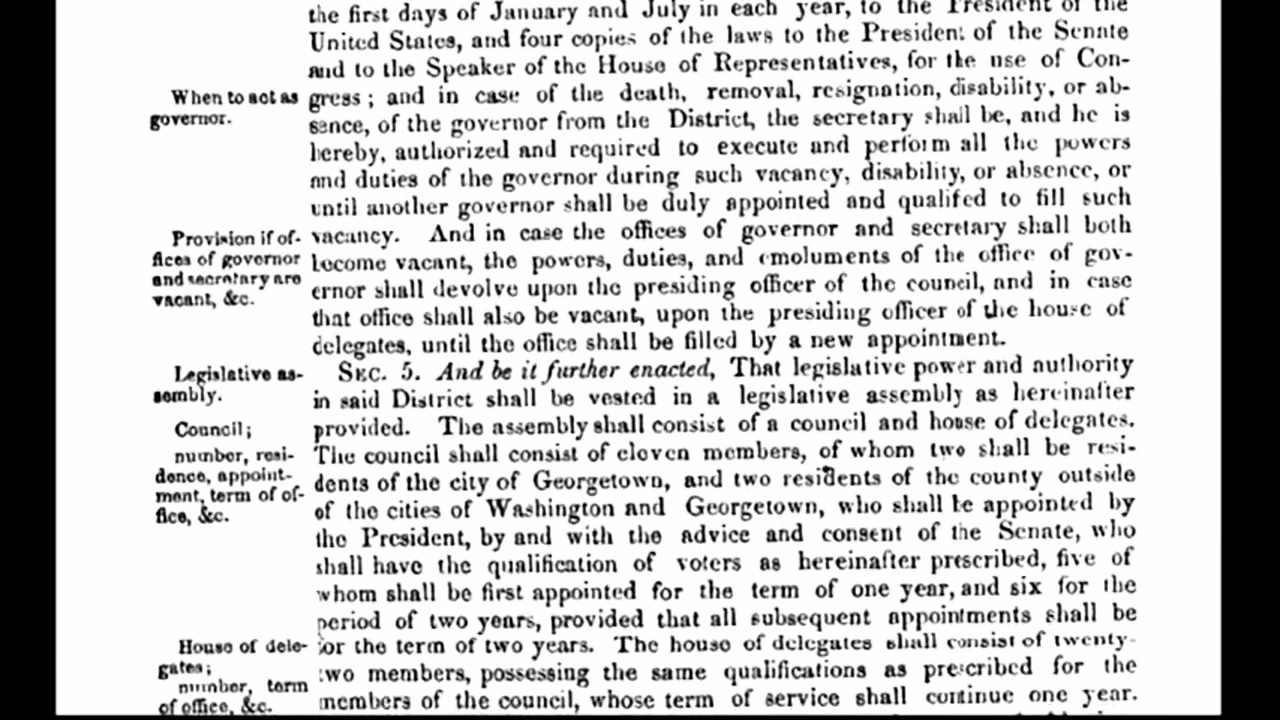 the first days of January and July in each year, to the President of the
United States, and four copies of the laws to the President of the Senate
and to the Speaker of the House of Representatives, for the use of Con-
When to act as
governor.
gress; and in case of the death, removal, resignation, disability, or ab-
sence, of the governor from the District, the secretary shall be, and he is
hereby, authorized and required to execute and perform all the powers
and duties of the governor during such vacancy, disability, or absence, or
until another governor shall be duly appointed and qualifed to fill such
Provision if of-
fices of governor
and secretary are
vacant, &c.
vacancy. And in case the offices of governor and secretary shall both
become vacant, the powers, duties, and emoluments of the office of gov-
ernor shall devolve upon the presiding officer of the council, and in case
that office shall also be vacant, upon the presiding officer of the house of
delegates, until the office shall be filled by a new appointment.
Legislative as-
sembly.
SEC. 5. And be it further enacted, That legislative power and authority
in said District shall be vested in a legislative assembly as hereinafter
Council;
number, resi-
dence, appoint-
ment, term of of-
fice, &c.
provided. The assembly shall consist of a council and house of delegates.
The council shall consist of eleven members, of whom two shall be resi-
dents of the city of Georgetown, and two residents of the county outside
of the cities of Washington and Georgetown, who shall be appointed by
the President, by and with the advice and consent of the Senate, who
shall have the qualification of voters as hereinafter prescribed, five of
whom shall be first appointed for the term of one year, and six for the
period of two years, provided that all subsequent appointments shall be
House of dele-
gates;
number, term
of office, &c.
for the term of two years. The house of delegates shall consist of twenty-
two members, possessing the same qualifications as prescribed for the
members of the council, whose term of service shall continue one year.